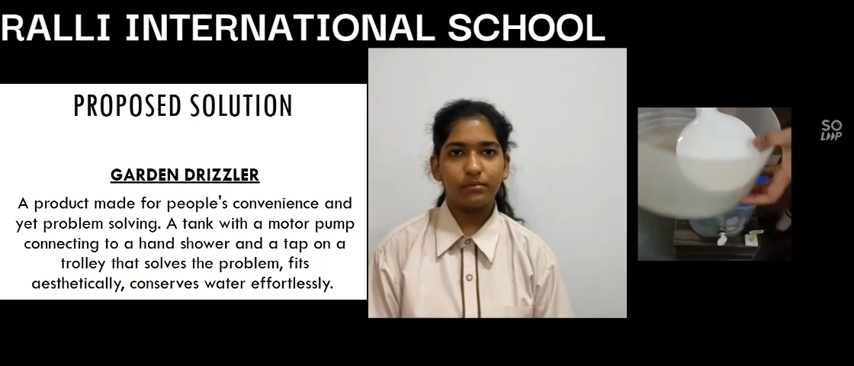 RALLI INTERNATIONAL SCHOOL
PROPOSED SOLUTION
GARDEN DRIZZLER
A product made for people's convenience and
yet problem solving. A tank with a motor pump
connecting to a hand shower and a tap on a
trolley that solves the problem, fits
aesthetically, conserves water effortlessly.
SO
LOOP